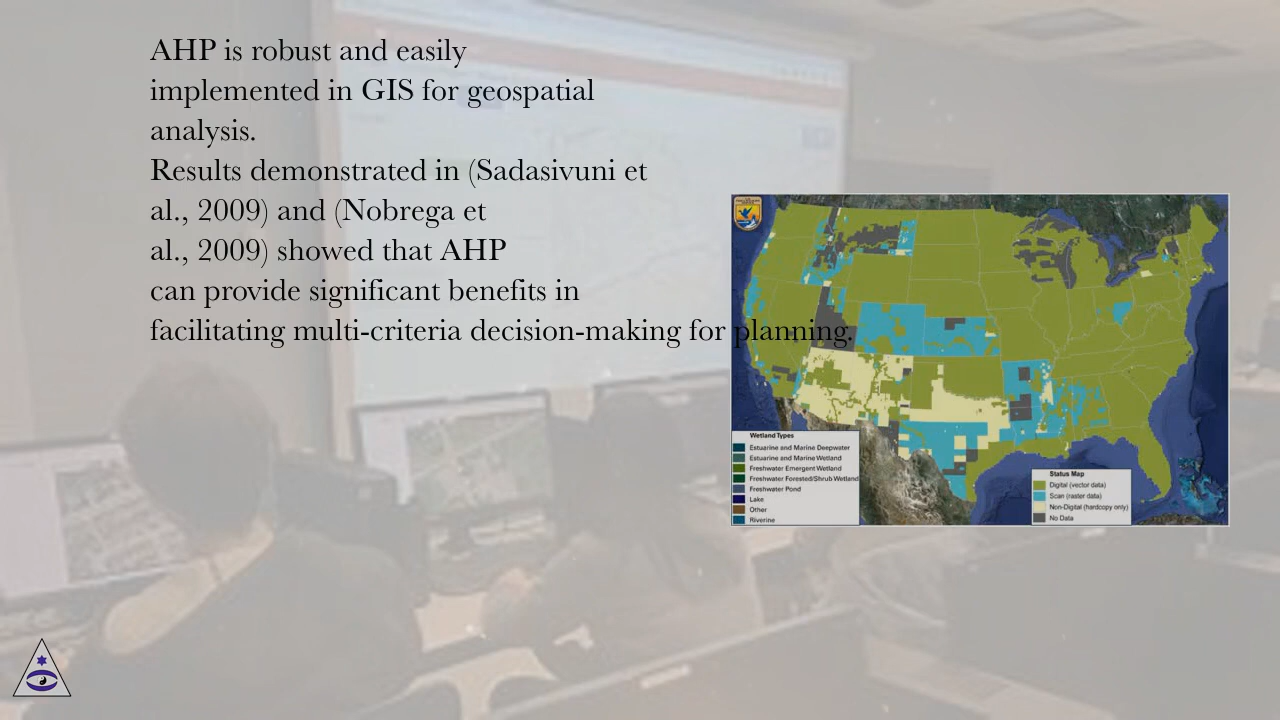 AHP is robust and easily
implemented in GIS for geospatial
analysis.
Results demonstrated in (Sadasivuni et
al., 2009) and (Nobrega et
al., 2009) showed that AHP
can provide significant benefits in
facilitating multi-criteria decision-making for planning.
Wetland Types
Estuarine and Marine Deepwater
Estuarine and Marine Wetland
Freshwater Emergent Wetland
Freshwater Forested/Shrub Wetland
Freshwater Pond
Lake
Other
Riverine
Status Map
Digital (vector data)
Scan (raster data)
Non-Digital (hardcopy only)
No Data